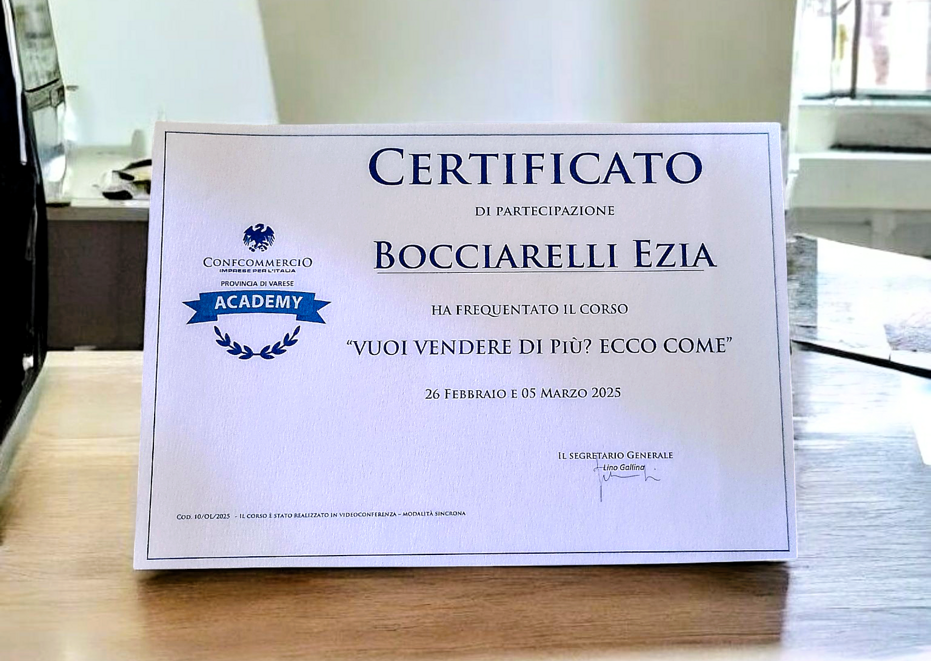 CERTIFICATO
DI PARTECIPAZIONE
BOCCIARELLI EZIA
HA FREQUENTATO IL CORSO
“VUOI VENDERE DI PIÙ? ECCO COME”
26 FEBBRAIO E 05 MARZO 2025
CONFCOMMERCIO
IMPRESE PER L'ITALIA
PROVINCIA DI VARESE
ACADEMY
IL SEGRETARIO GENERALE
Lino Gallina
COD. 10/OL/2025 - IL CORSO È STATO REALIZZATO IN VIDEOCONFERENZA – MODALITÀ SINCRONA